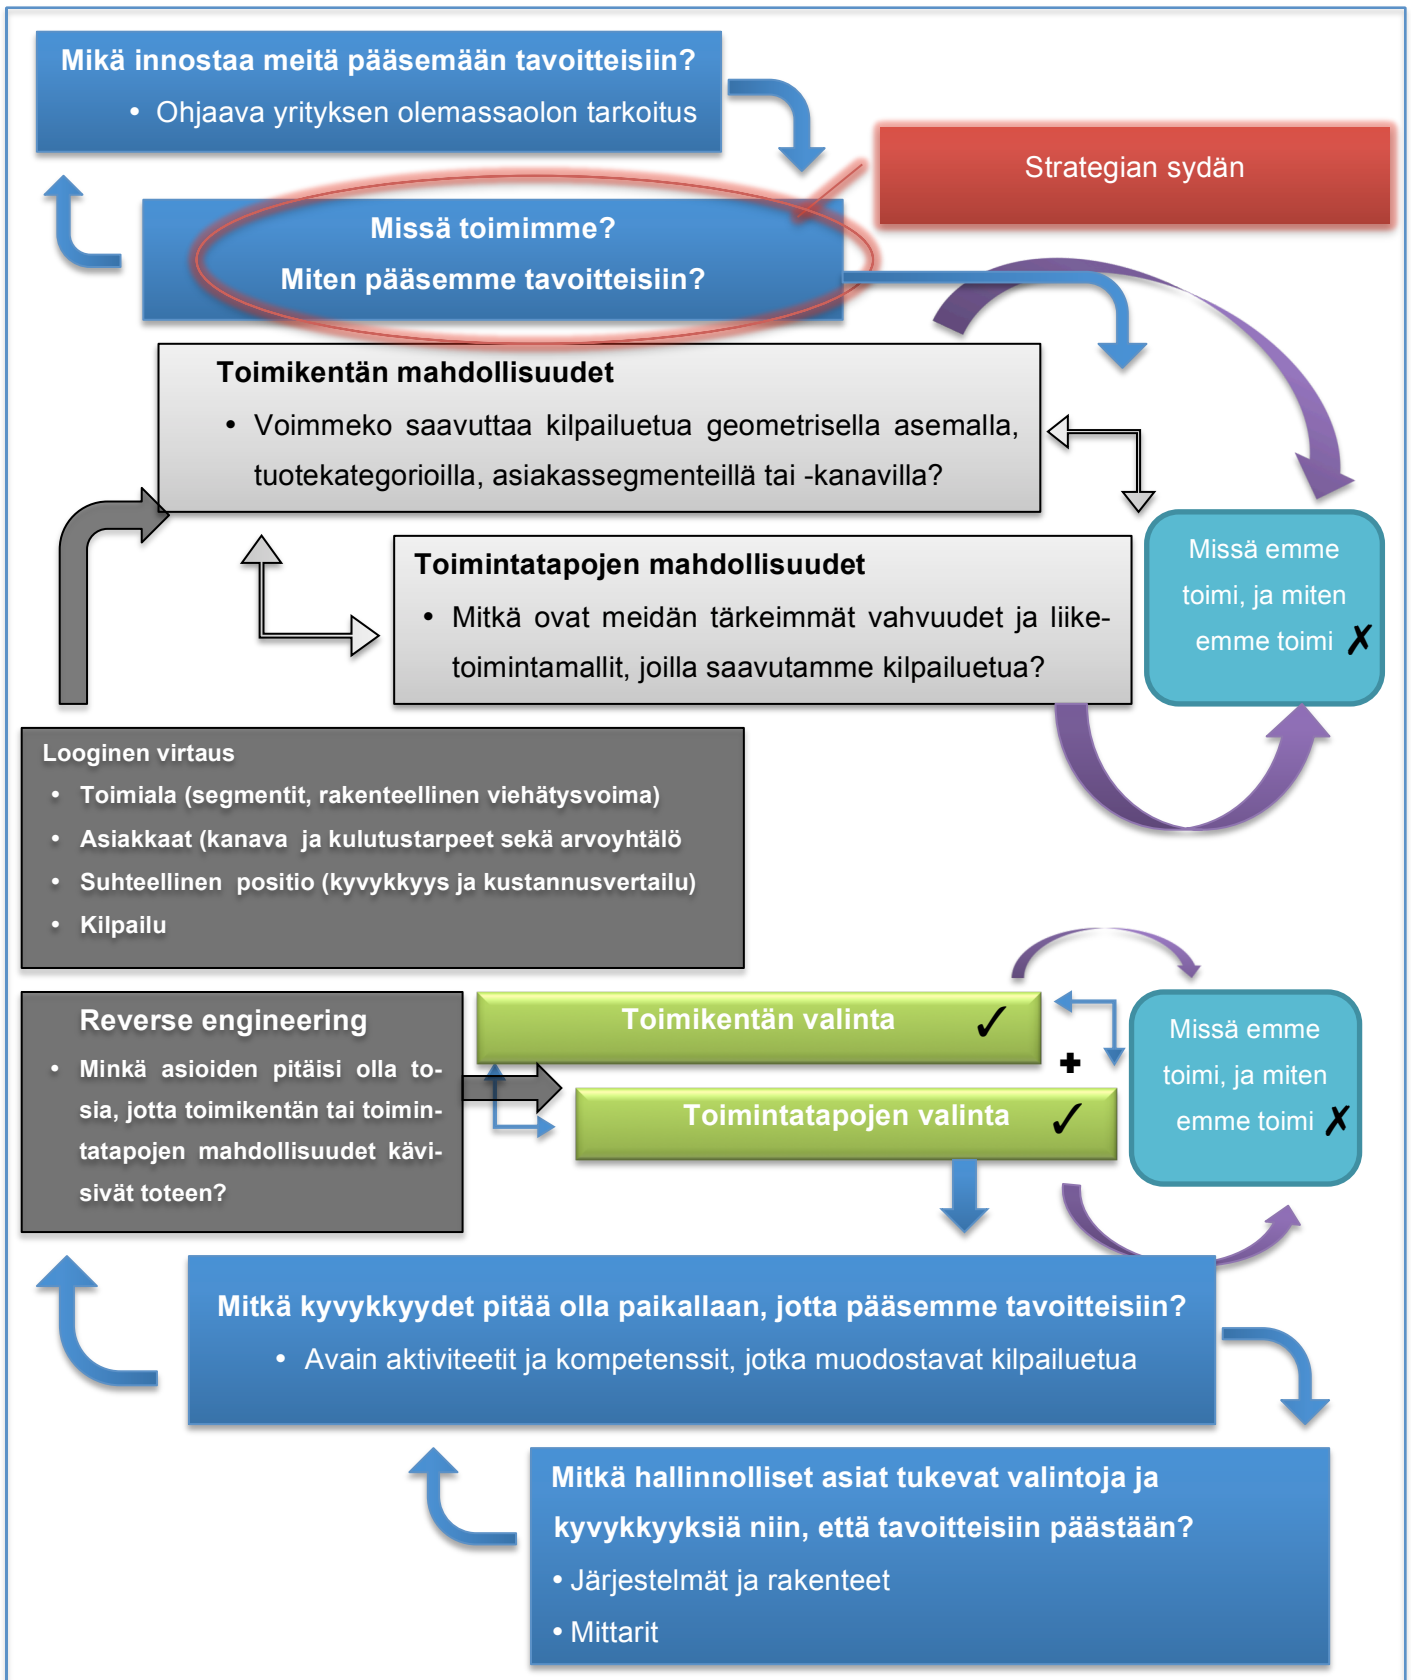 Mikä innostaa meitä pääsemään tavoitteisiin?
• Ohjaava yrityksen olemassaolon tarkoitus
Strategian sydän
Missä toimimme?
Miten pääsemme tavoitteisiin?
Toimikentän mahdollisuudet
• Voimmeko saavuttaa kilpailuetua geometrisella asemalla,
tuotekategorioilla, asiakassegmenteillä tai -kanavilla?
Toimintatapojen mahdollisuudet
• Mitkä ovat meidän tärkeimmät vahvuudet ja liike-
toimintamallit, joilla saavutamme kilpailuetua?
Missä emme
toimi, ja miten
emme toimi ✗
Looginen virtaus
• Toimiala (segmentit, rakenteellinen viehätysvoima)
• Asiakkaat (kanava ja kulutustarpeet sekä arvoyhtälö
• Suhteellinen positio (kyvykkyys ja kustannusvertailu)
• Kilpailu
Reverse engineering
• Minkä asioiden pitäisi olla to-
sia, jotta toimikentän tai toimin-
tatapojen mahdollisuudet kävi-
sivät toteen?
Toimikentän valinta ✓
+
Toimintatapojen valinta ✓
Missä emme
toimi, ja miten
emme toimi ✗
Mitkä kyvykkyydet pitää olla paikallaan, jotta pääsemme tavoitteisiin?
• Avain aktiviteetit ja kompetenssit, jotka muodostavat kilpailuetua
Mitkä hallinnolliset asiat tukevat valintoja ja
kyvykkyyksiä niin, että tavoitteisiin päästään?
• Järjestelmät ja rakenteet
• Mittarit